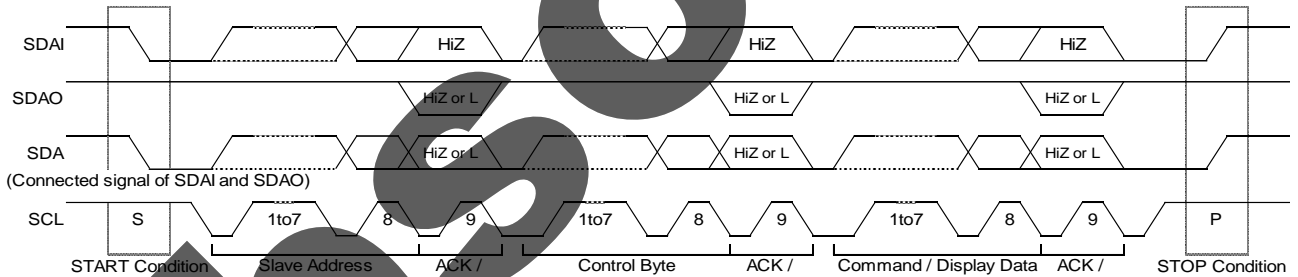 SDAI HiZ HiZ HiZ
SDAO HiZ or L HiZ or L HiZ or L
SDA HiZ or L HiZ or L HiZ or L
(Connected signal of SDAI and SDAO)
SCL S 1to7 8 9 1to7 8 9 1to7 8 9 P
START Condition Slave Address ACK / Control Byte ACK / Command / Display Data ACK / STOP Condition